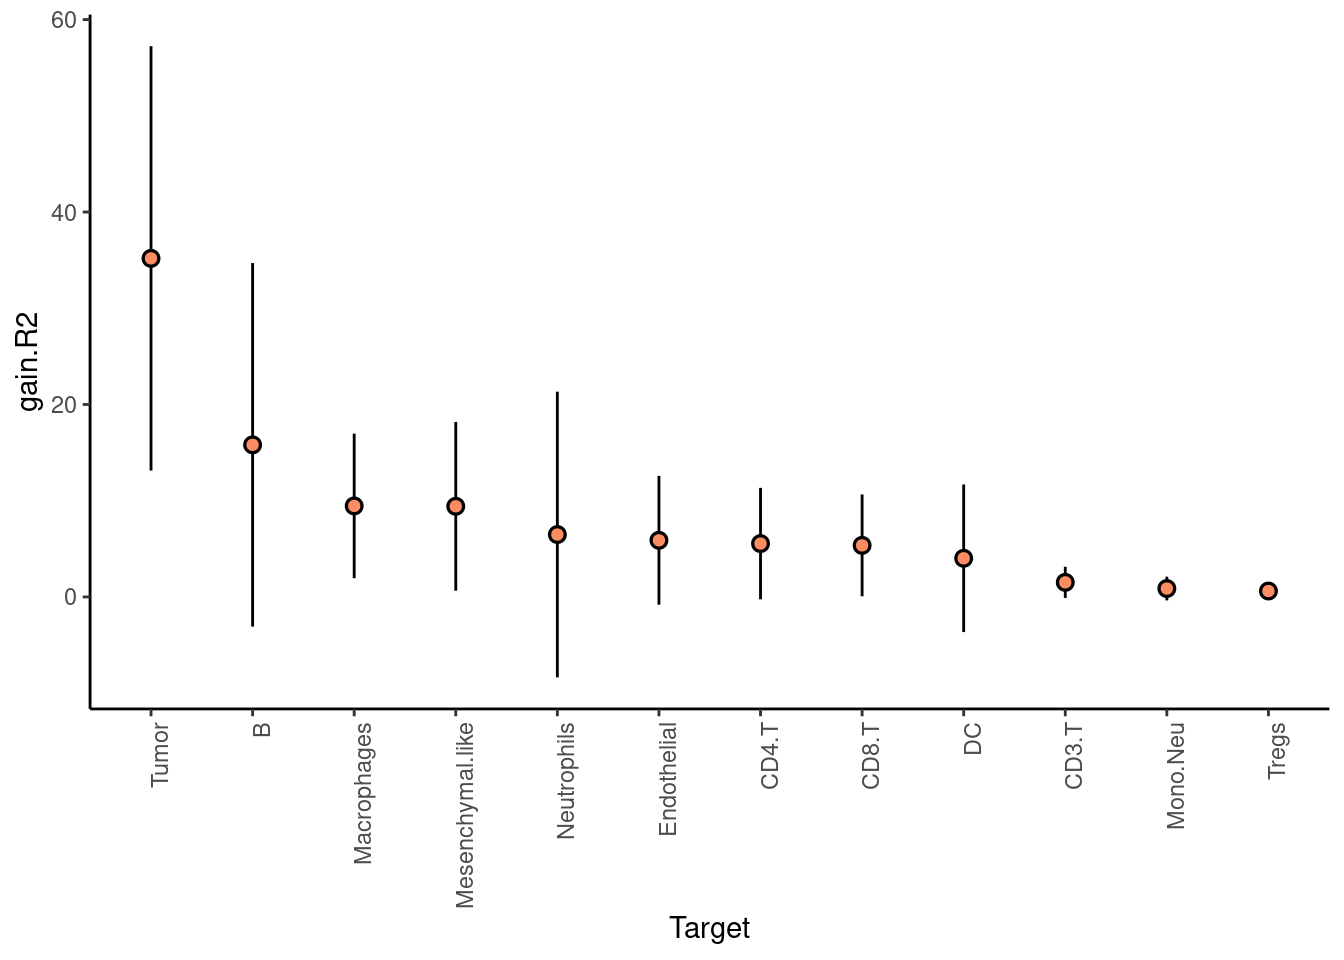 60
40
20
0
gain.R2
Tumor
B
Macrophages
Mesenchymal.like
Neutrophils
Endothelial
CD4.T
CD8.T
DC
CD3.T
Mono.Neu
Tregs
Target